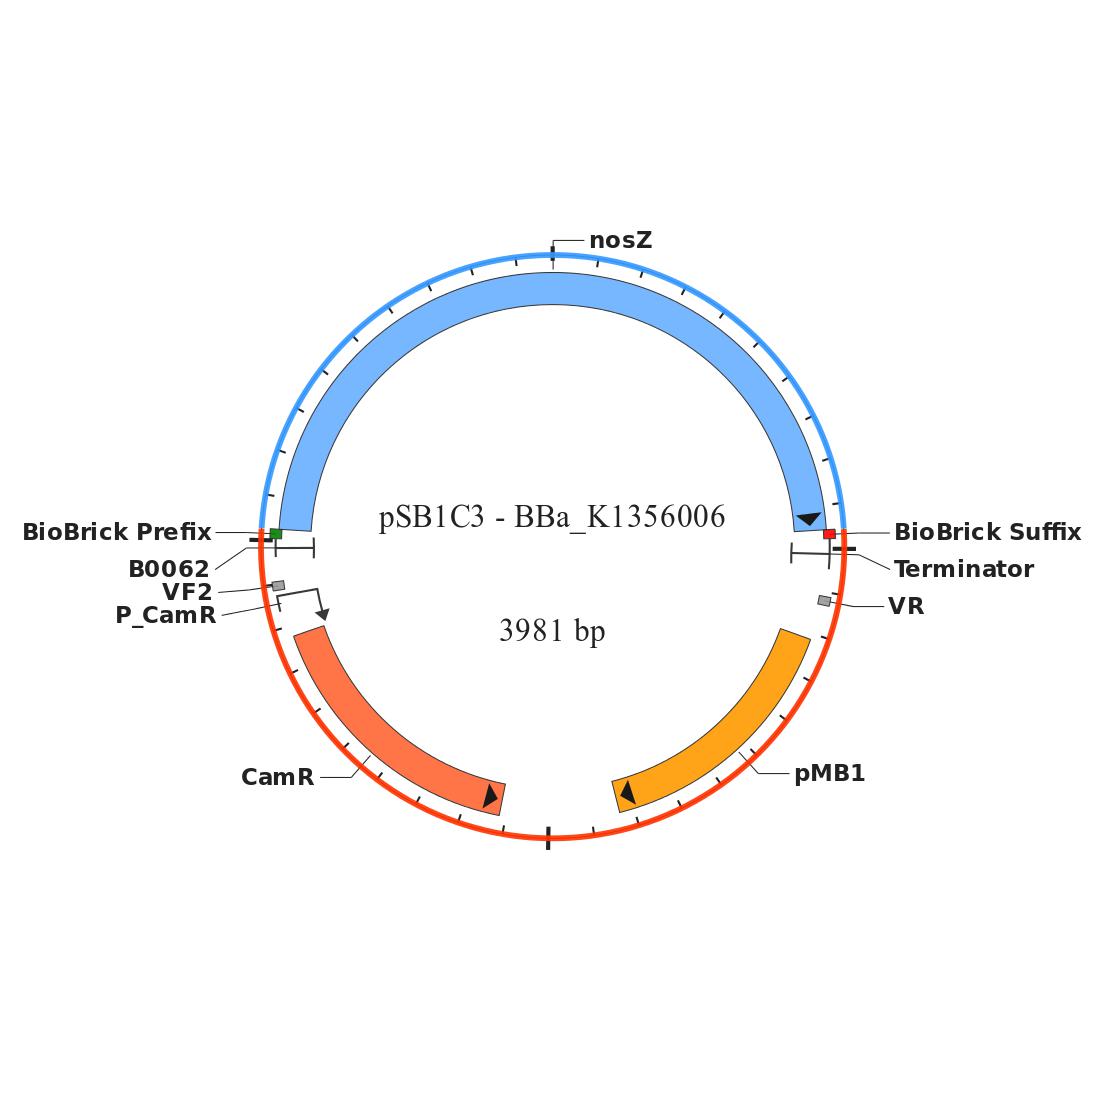 nosZ
pSB1C3 - BBa_K1356006
BioBrick Prefix
BioBrick Suffix
B0062
Terminator
VF2
VR
P_CamR
3981 bp
CamR
pMB1